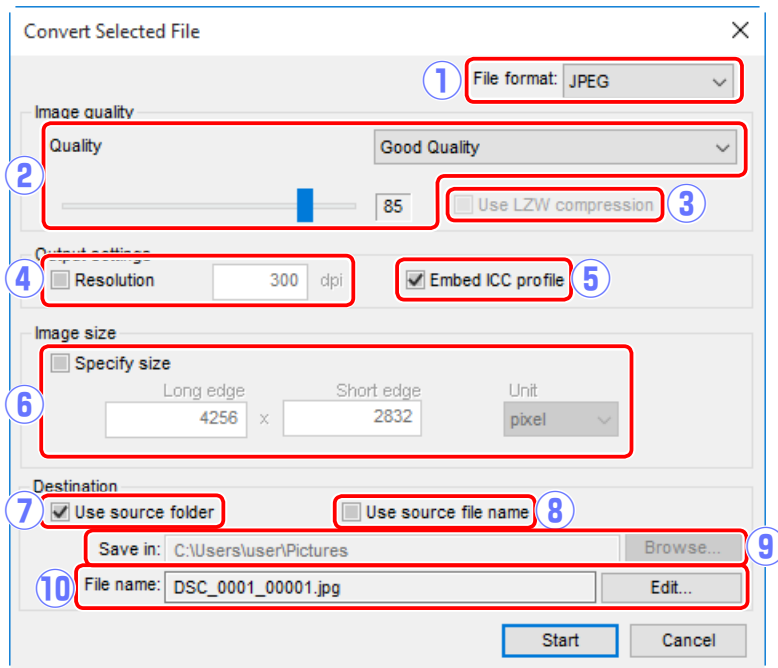 Convert Selected File
① File format: JPEG
Image quality
Quality Good Quality
②
85 Use LZW compression ③
Output settings
④ Resolution 300 dpi Embed ICC profile ⑤
Image size
Specify size
Long edge Short edge Unit
⑥ 4256 x 2832 pixel
Destination
⑦ Use source folder Use source file name ⑧
Save in: C:\Users\user\Pictures Browse... ⑨
⑩ File name: DSC_0001_00001.jpg Edit...
Start Cancel